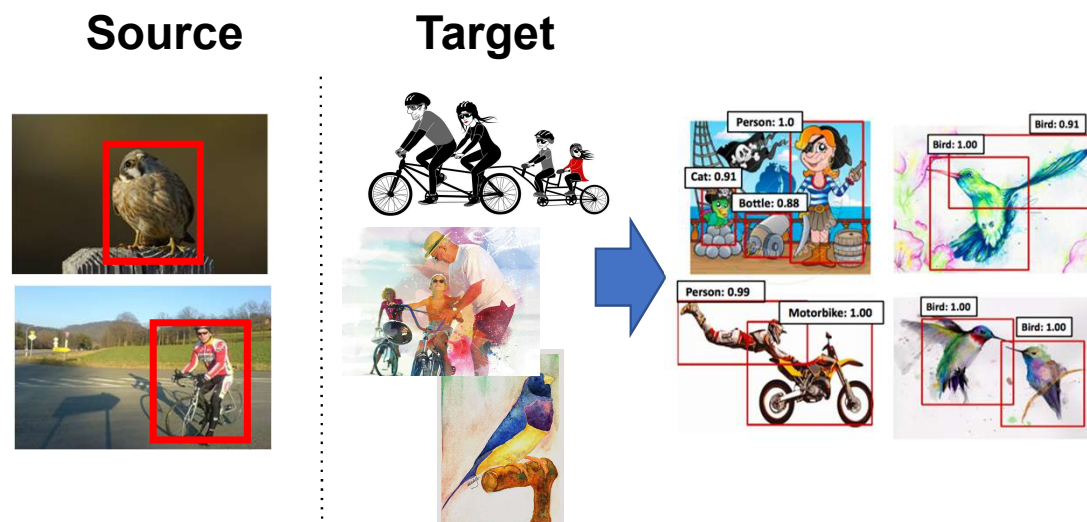 Source
Target
Person: 1.0
Cat: 0.91
Bottle: 0.88
Bird: 0.91
Bird: 1.00
Person: 0.99
Motorbike: 1.00
Bird: 1.00
Bird: 1.00